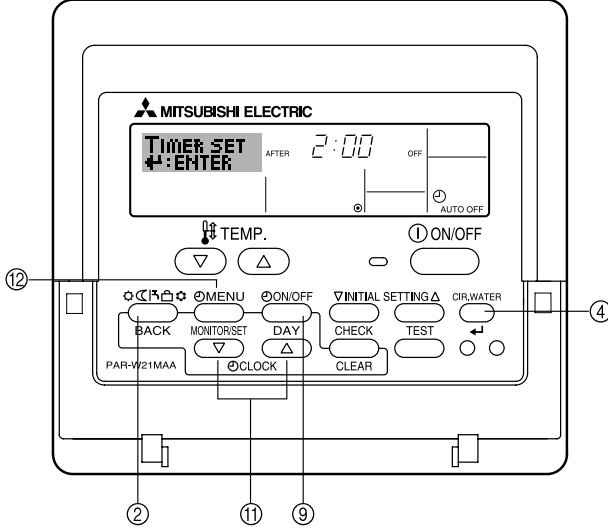 MITSUBISHI ELECTRIC
TIMER SET AFTER 2:00 OFF
↵:ENTER
AUTO OFF
TEMP. ON/OFF
⑫
MENU ON/OFF ▽INITIAL SETTING△ CIR.WATER
④
BACK MONITOR/SET DAY CHECK TEST ↵
▽ △
PAR-W21MAA CLOCK CLEAR
② ⑪ ⑨